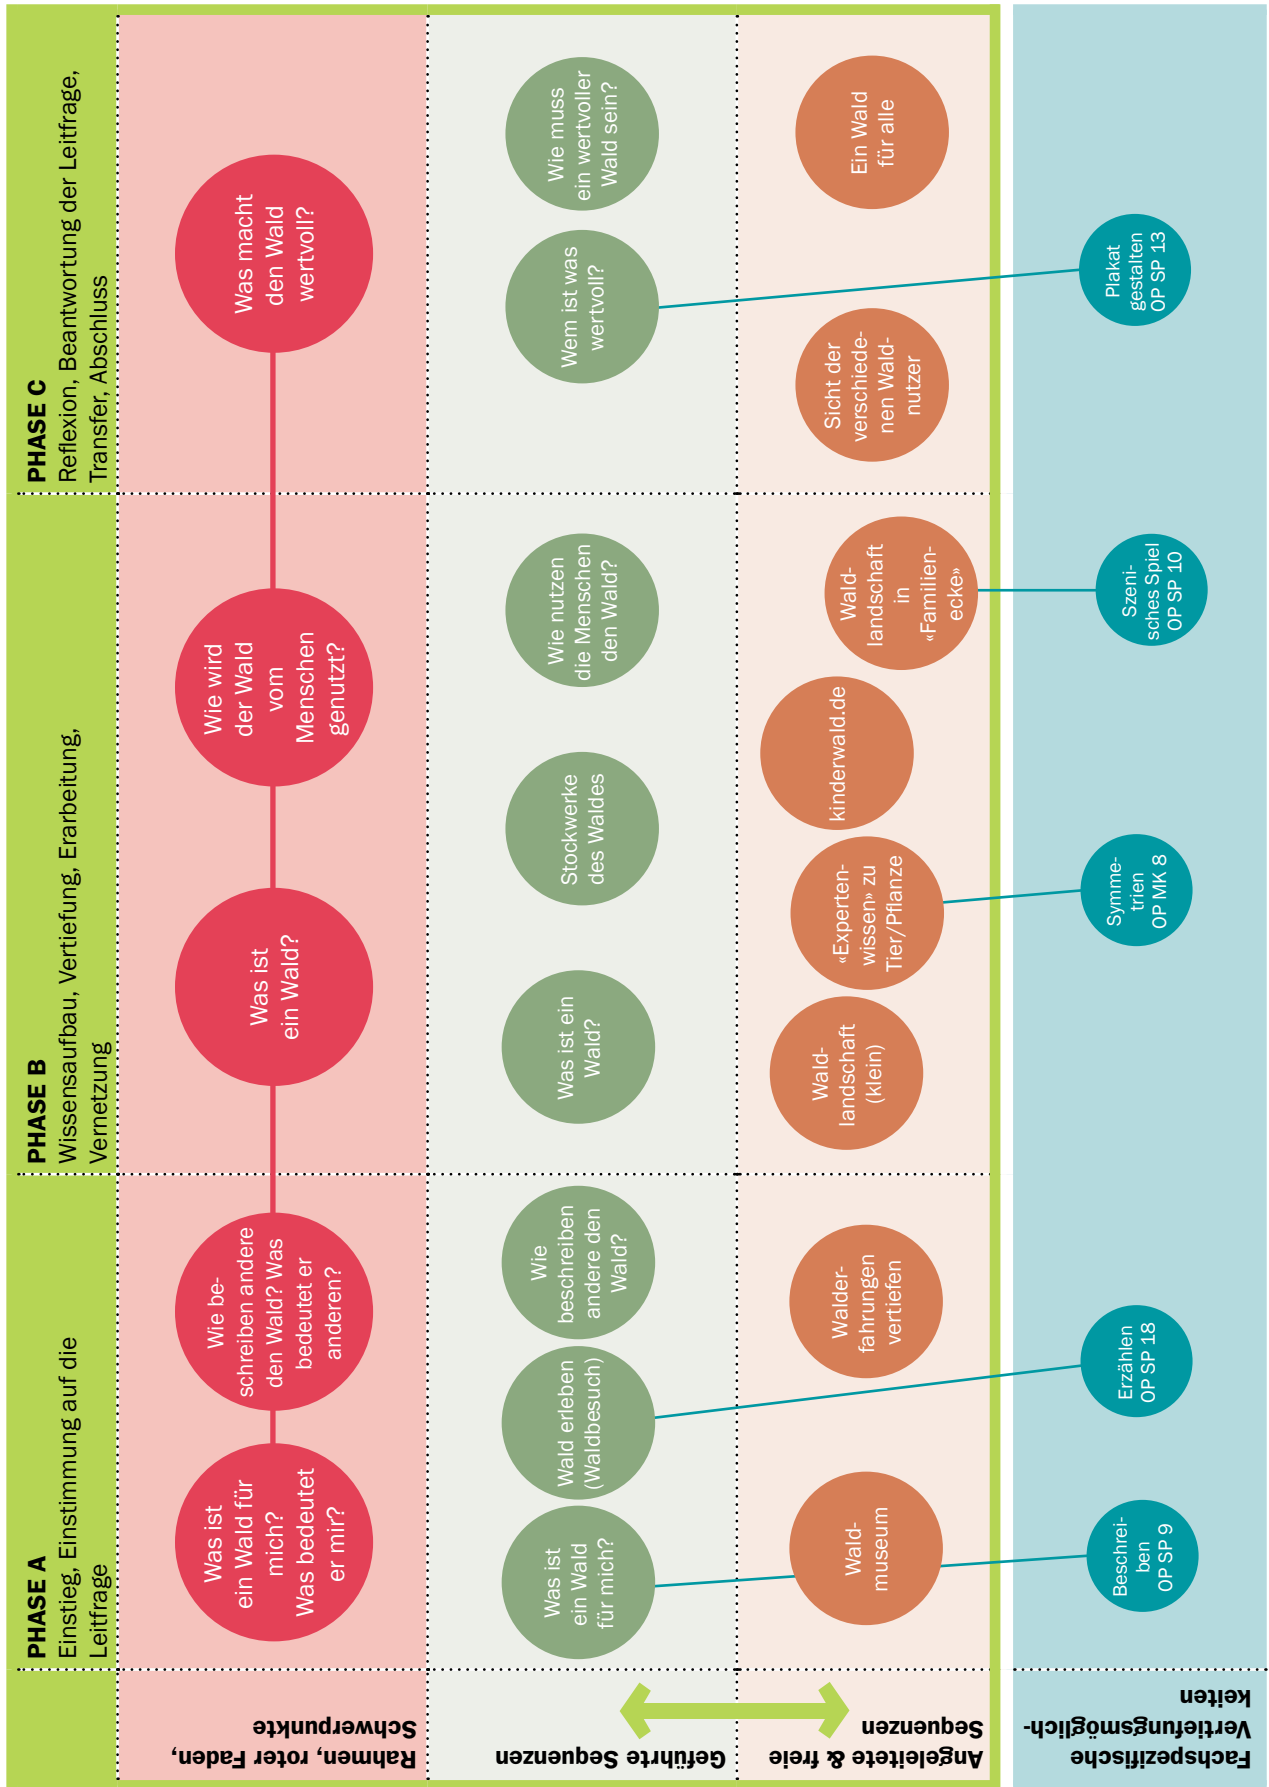 PHASE A
Einstieg, Einstimmung auf die
Leitfrage
PHASE B
Wissensaufbau, Vertiefung, Erarbeitung,
Vernetzung
PHASE C
Reflexion, Beantwortung der Leitfrage,
Transfer, Abschluss
Rahmen, roter Faden,
Schwerpunkte
Was ist
ein Wald für
mich?
Was bedeutet
er mir?
Wie be-
schreiben andere
den Wald? Was
bedeutet er
anderen?
Was ist
ein Wald?
Wie wird
der Wald
vom
Menschen
genutzt?
Was macht
den Wald
wertvoll?
Geführte Sequenzen
Was ist
ein Wald
für mich?
Wald erleben
(Waldbesuch)
Wie
beschreiben
andere den
Wald?
Was ist ein
Wald?
Stockwerke
des Waldes
Wie nutzen
die Menschen
den Wald?
Wem ist was
wertvoll?
Wie muss
ein wertvoller
Wald sein?
Angeleitete & freie
Sequenzen
Wald-
museum
Walder-
fahrungen
vertiefen
Wald-
landschaft
(klein)
«Experten-
wissen» zu
Tier/Pflanze
kinderwald.de
Wald-
landschaft
in
«Familien-
ecke»
Sicht der
verschiede-
nen Wald-
nutzer
Ein Wald
für alle
Fachspezifische
Vertiefungsmöglich-
keiten
Beschrei-
ben
OP SP 9
Erzählen
OP SP 18
Symme-
trien
OP MK 8
Szeni-
sches Spiel
OP SP 10
Plakat
gestalten
OP SP 13